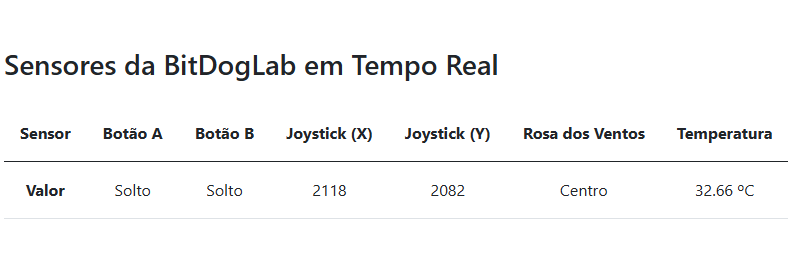 Sensores da BitDogLab em Tempo Real
Sensor Botão A Botão B Joystick (X) Joystick (Y) Rosa dos Ventos Temperatura
Valor Solto Solto 2118 2082 Centro 32.66 ºC